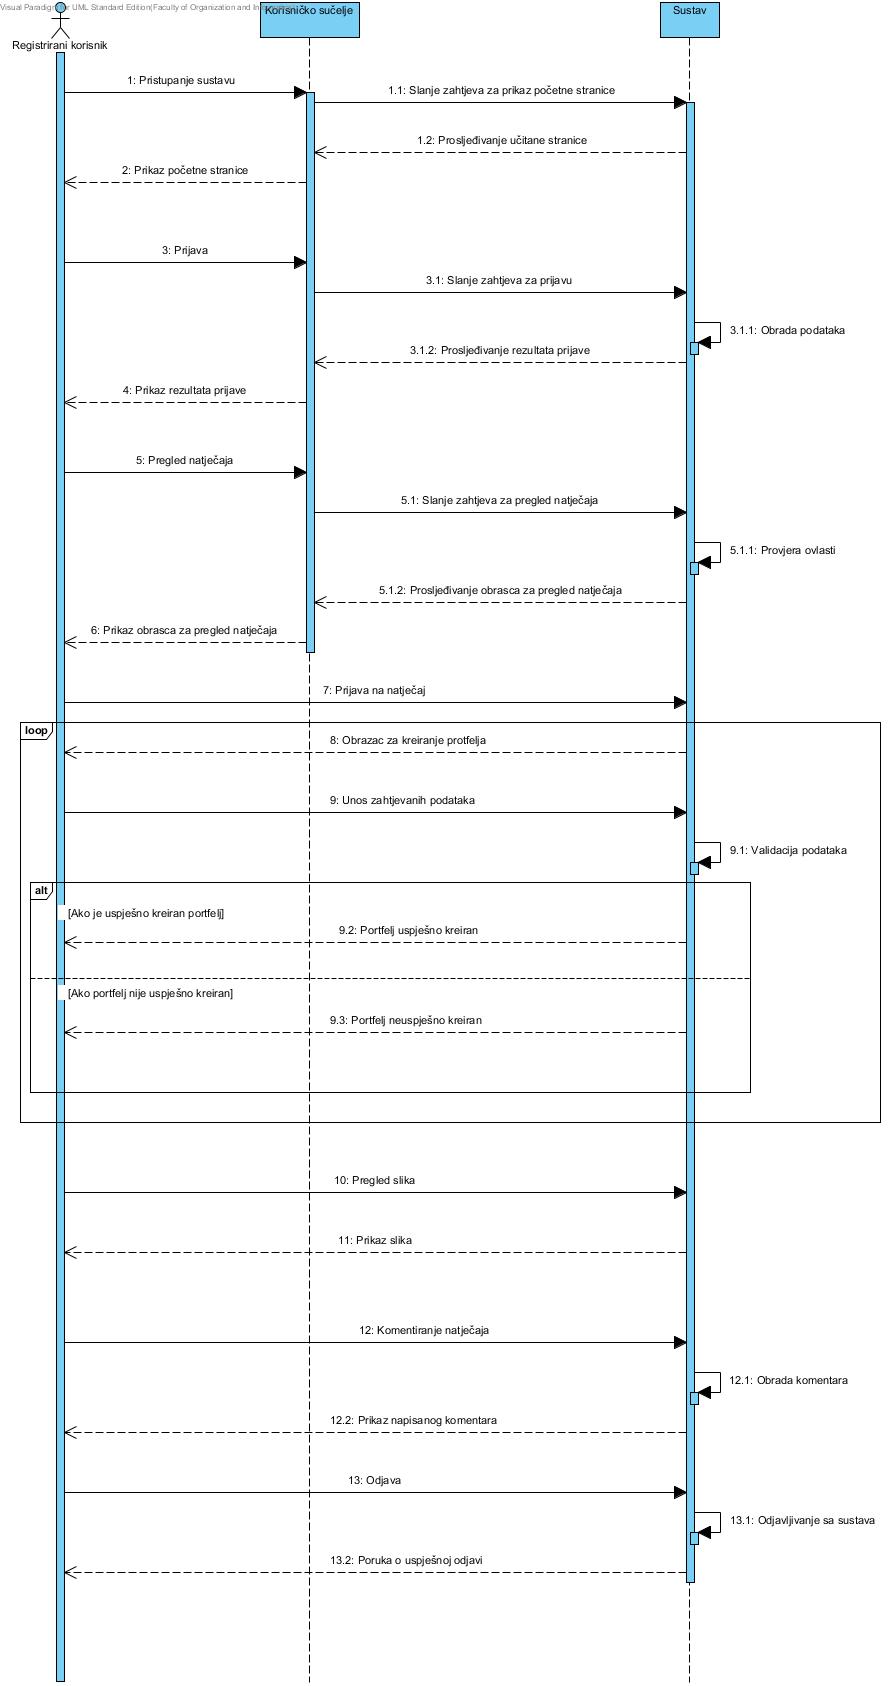 Visual Paradigm for UML Standard Edition(Faculty of Organization and In
Korisničko sučelje
Sustav
Registrirani korisnik
1: Pristupanje sustavu
1.1: Slanje zahtjeva za prikaz početne stranice
1.2: Prosljeđivanje učitane stranice
2: Prikaz početne stranice
3: Prijava
3.1: Slanje zahtjeva za prijavu
3.1.1: Obrada podataka
3.1.2: Prosljeđivanje rezultata prijave
4: Prikaz rezultata prijave
5: Pregled natječaja
5.1: Slanje zahtjeva za pregled natječaja
5.1.1: Provjera ovlasti
5.1.2: Prosljeđivanje obrasca za pregled natječaja
6: Prikaz obrasca za pregled natječaja
7: Prijava na natječaj
loop
8: Obrazac za kreiranje protfelja
9: Unos zahtjevanih podataka
9.1: Validacija podataka
alt
[Ako je uspješno kreiran portfelj]
9.2: Portfelj uspješno kreiran
[Ako portfelj nije uspješno kreiran]
9.3: Portfelj neuspješno kreiran
10: Pregled slika
11: Prikaz slika
12: Komentiranje natječaja
12.1: Obrada komentara
12.2: Prikaz napisanog komentara
13: Odjava
13.1: Odjavljivanje sa sustava
13.2: Poruka o uspješnoj odjavi